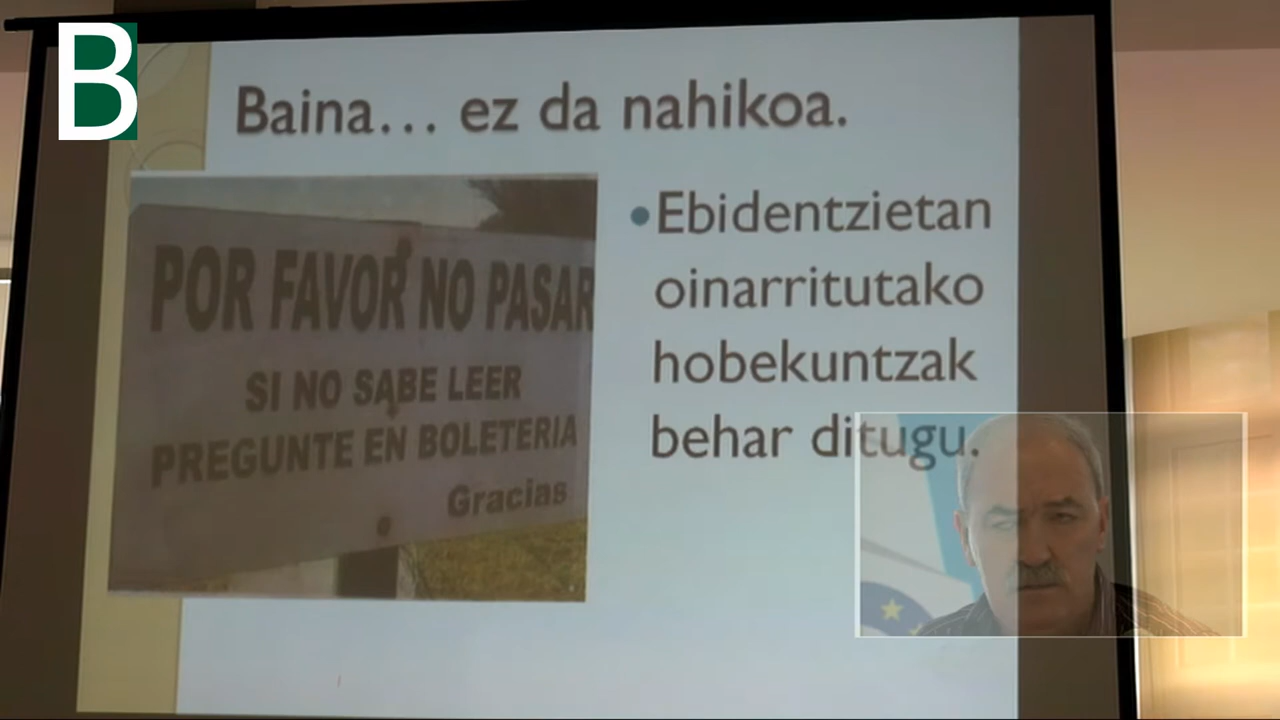 B
Baina... ez da nahikoa.
POR FAVOR NO PASAR
SI NO SABE LEER
PREGUNTE EN BOLETERIA
Gracias
•Ebidentzietan
oinarritutako
hobekuntzak
behar ditugu.